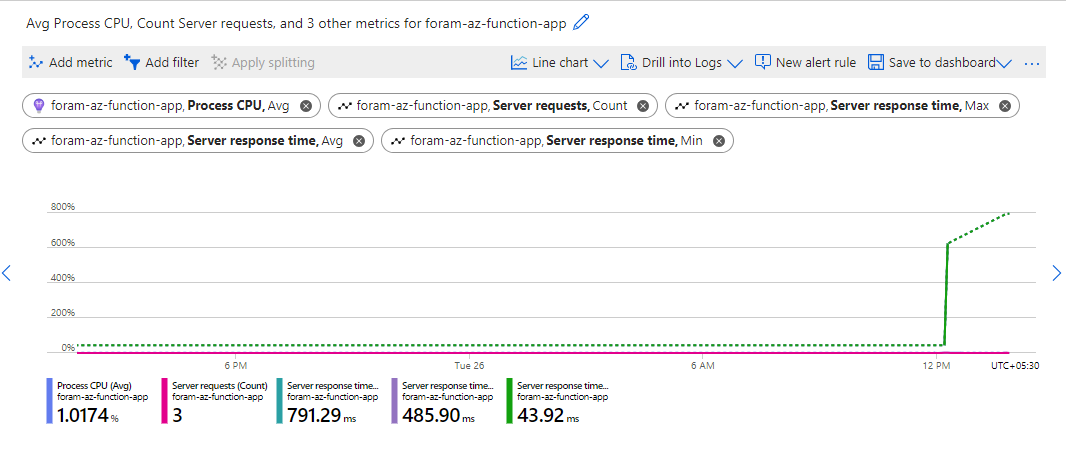 Avg Process CPU, Count Server requests, and 3 other metrics for foram-az-function-app
Add metric Add filter Apply splitting Line chart Drill into Logs New alert rule Save to dashboard ...
foram-az-function-app, Process CPU, Avg foram-az-function-app, Server requests, Count foram-az-function-app, Server response time, Max
foram-az-function-app, Server response time, Avg foram-az-function-app, Server response time, Min
800%
600%
400%
200%
0%
6 PM Tue 26 6 AM 12 PM UTC+05:30
Process CPU (Avg) Server requests (Count) Server response time... Server response time... Server response time...
foram-az-function-app foram-az-function-app foram-az-function-app foram-az-function-app foram-az-function-app
1.0174 % 3 791.29 ms 485.90 ms 43.92 ms